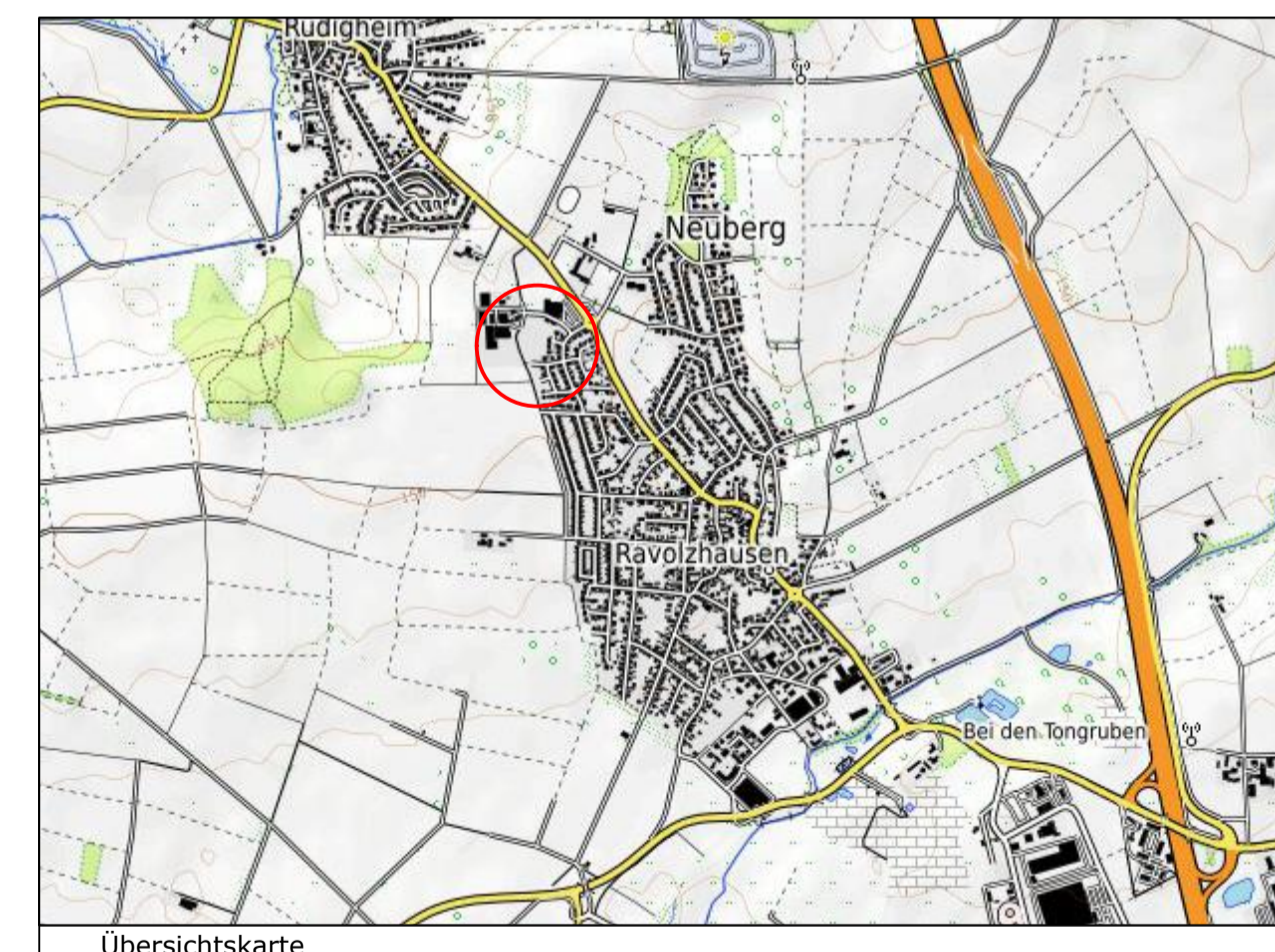 Rüdigheim
Neuberg
Ravolzhausen
Bei den Tongruben
Übersichtskarte